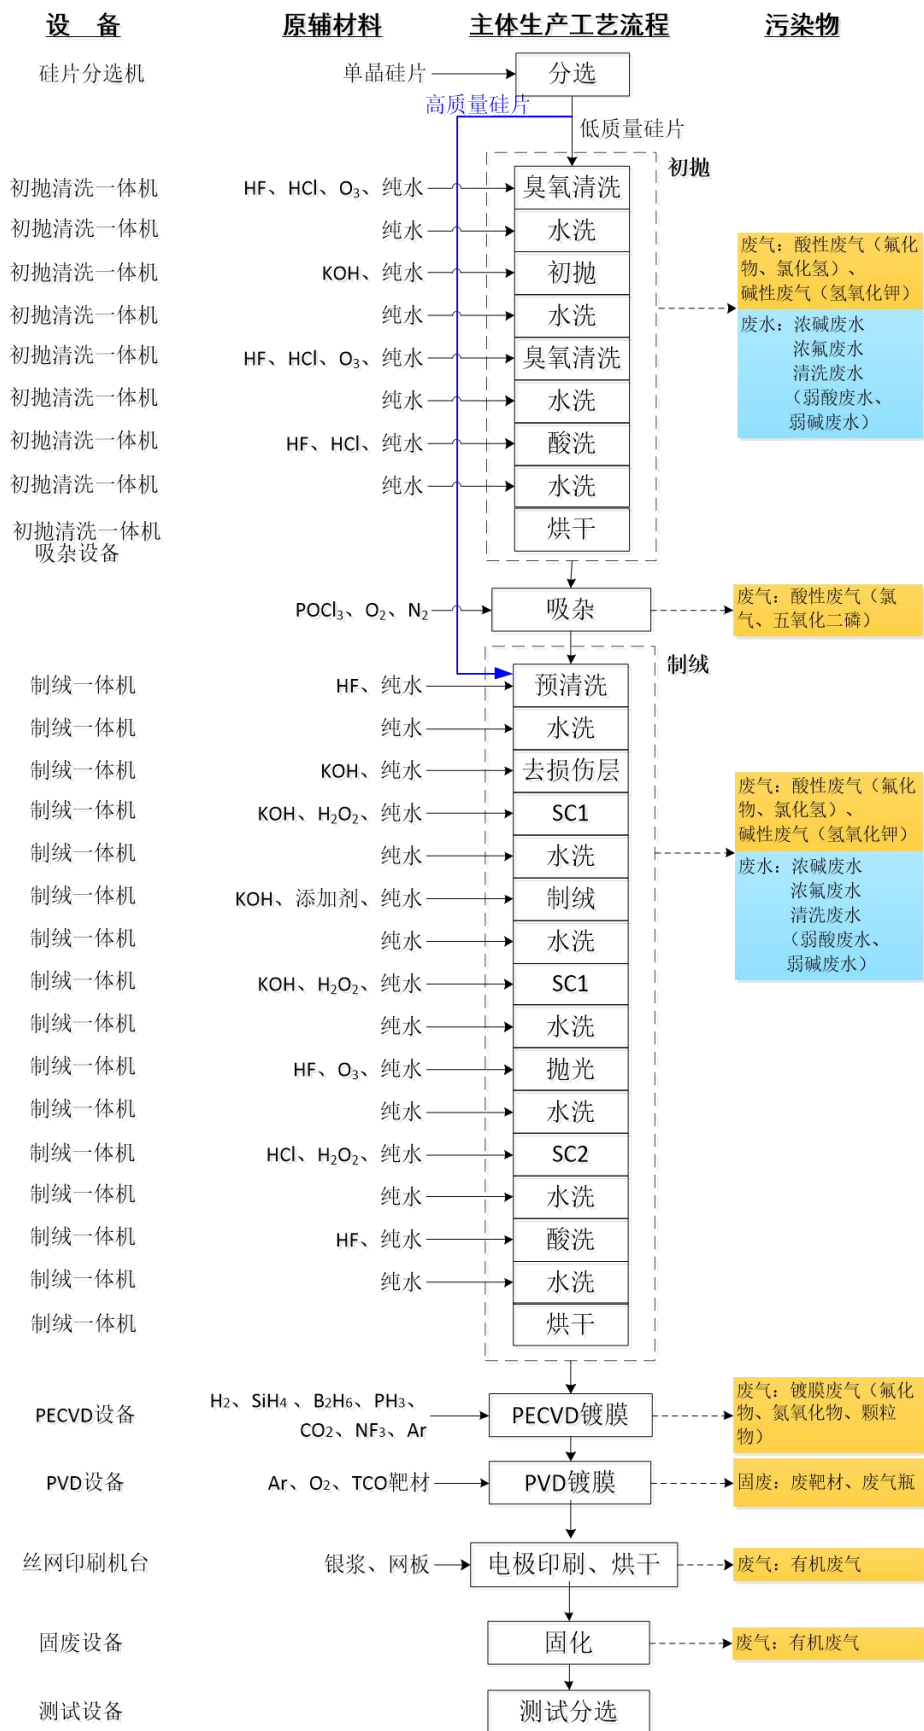 设 备 原辅材料 主体生产工艺流程 污染物
硅片分选机 单晶硅片 分选
高质量硅片
低质量硅片
初抛
初抛清洗一体机 HF、HCl、O₃、纯水 臭氧清洗
初抛清洗一体机 纯水 水洗
初抛清洗一体机 KOH、纯水 初抛
初抛清洗一体机 纯水 水洗
初抛清洗一体机 HF、HCl、O₃、纯水 臭氧清洗
初抛清洗一体机 纯水 水洗
初抛清洗一体机 HF、HCl、纯水 酸洗
初抛清洗一体机 纯水 水洗
初抛清洗一体机 烘干
废气：酸性废气（氟化
物、氯化氢）、
碱性废气（氢氧化钾）
废水：浓碱废水
浓氟废水
清洗废水
（弱酸废水、
弱碱废水）
吸杂设备
POCl₃、O₂、N₂ 吸杂
废气：酸性废气（氯
气、五氧化二磷）
制绒
制绒一体机 HF、纯水 预清洗
制绒一体机 纯水 水洗
制绒一体机 KOH、纯水 去损伤层
制绒一体机 KOH、H₂O₂、纯水 SC1
制绒一体机 纯水 水洗
制绒一体机 KOH、添加剂、纯水 制绒
制绒一体机 纯水 水洗
制绒一体机 KOH、H₂O₂、纯水 SC1
制绒一体机 纯水 水洗
制绒一体机 HF、O₃、纯水 抛光
制绒一体机 纯水 水洗
制绒一体机 HCl、H₂O₂、纯水 SC2
制绒一体机 纯水 水洗
制绒一体机 HF、纯水 酸洗
制绒一体机 纯水 水洗
制绒一体机 烘干
废气：酸性废气（氟化
物、氯化氢）、
碱性废气（氢氧化钾）
废水：浓碱废水
浓氟废水
清洗废水
（弱酸废水、
弱碱废水）
PECVD设备
H₂、SiH₄、B₂H₆、PH₃、
CO₂、NF₃、Ar
PECVD镀膜
废气：镀膜废气（氟化
物、氮氧化物、颗粒
物）
PVD设备 Ar、O₂、TCO靶材 PVD镀膜 固废：废靶材、废气瓶
丝网印刷机台 银浆、网板 电极印刷、烘干 废气：有机废气
固废设备 固化 废气：有机废气
测试设备 测试分选